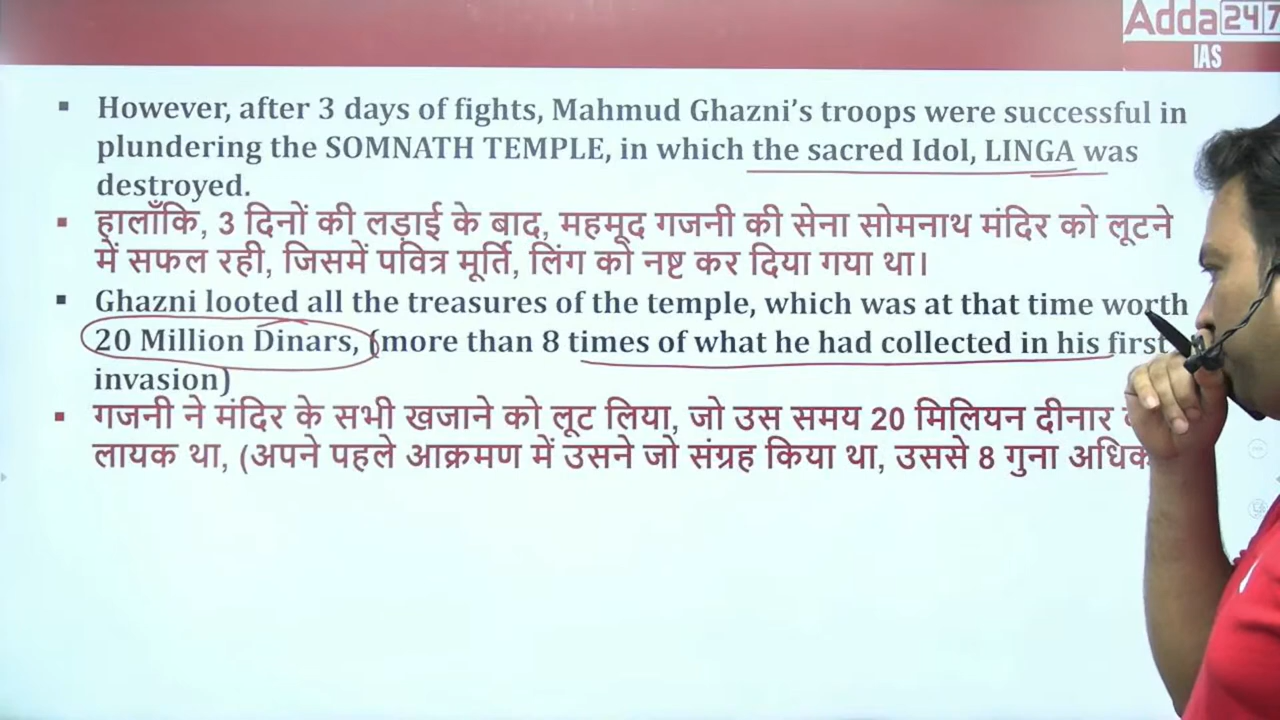 Adda247
IAS
▪ However, after 3 days of fights, Mahmud Ghazni's troops were successful in
plundering the SOMNATH TEMPLE, in which the sacred Idol, LINGA was
destroyed.
▪ हालाँकि, 3 दिनों की लड़ाई के बाद, महमूद गजनी की सेना सोमनाथ मंदिर को लूटने
में सफल रही, जिसमें पवित्र मूर्ति, लिंग को नष्ट कर दिया गया था।
▪ Ghazni looted all the treasures of the temple, which was at that time worth
20 Million Dinars, (more than 8 times of what he had collected in his first
invasion)
▪ गजनी ने मंदिर के सभी खजाने को लूट लिया, जो उस समय 20 मिलियन दीनार
लायक था, (अपने पहले आक्रमण में उसने जो संग्रह किया था, उससे 8 गुना अधिक